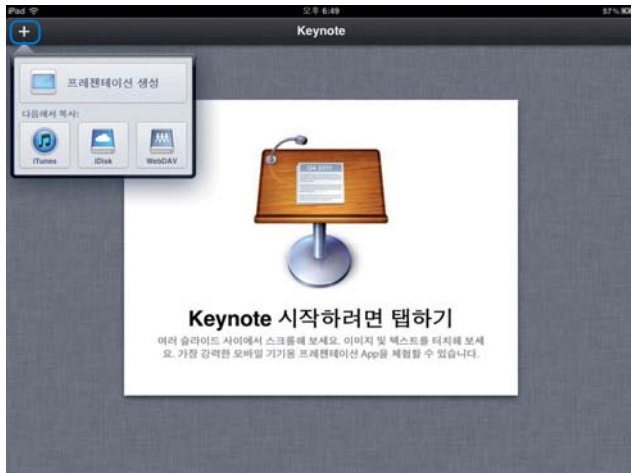 iPad 오후 6:49 57%
Keynote
+
프레젠테이션 생성
다음에서 복사:
iTunes iDisk WebDAV
Keynote 시작하려면 탭하기
여러 슬라이드 사이에서 스크롤해 보세요. 이미지 및 텍스트를 터치해 보세
요. 가장 강력한 모바일 기기용 프레젠테이션 App을 체험할 수 있습니다.